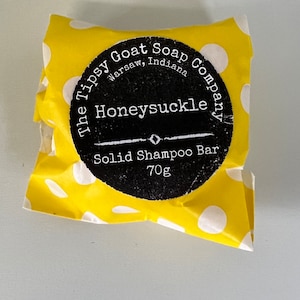 The Tipsy Goat Soap Company
Warsaw, Indiana
Honeysuckle
Solid Shampoo Bar
70g